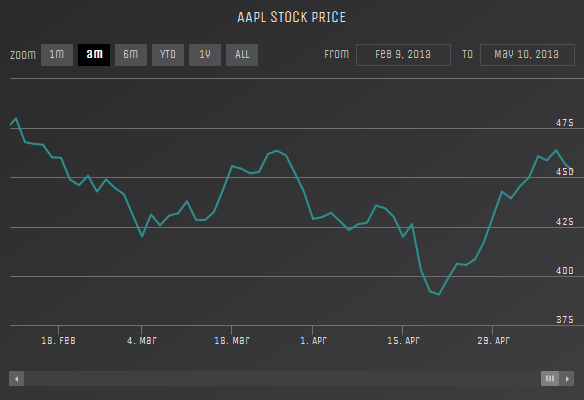 AAPL STOCK PRICE
Zoom 1m 3m 6m YTD 1y All From Feb 9, 2013 To May 10, 2013
475
450
425
400
375
18. Feb 4. Mar 18. Mar 1. Apr 15. Apr 29. Apr